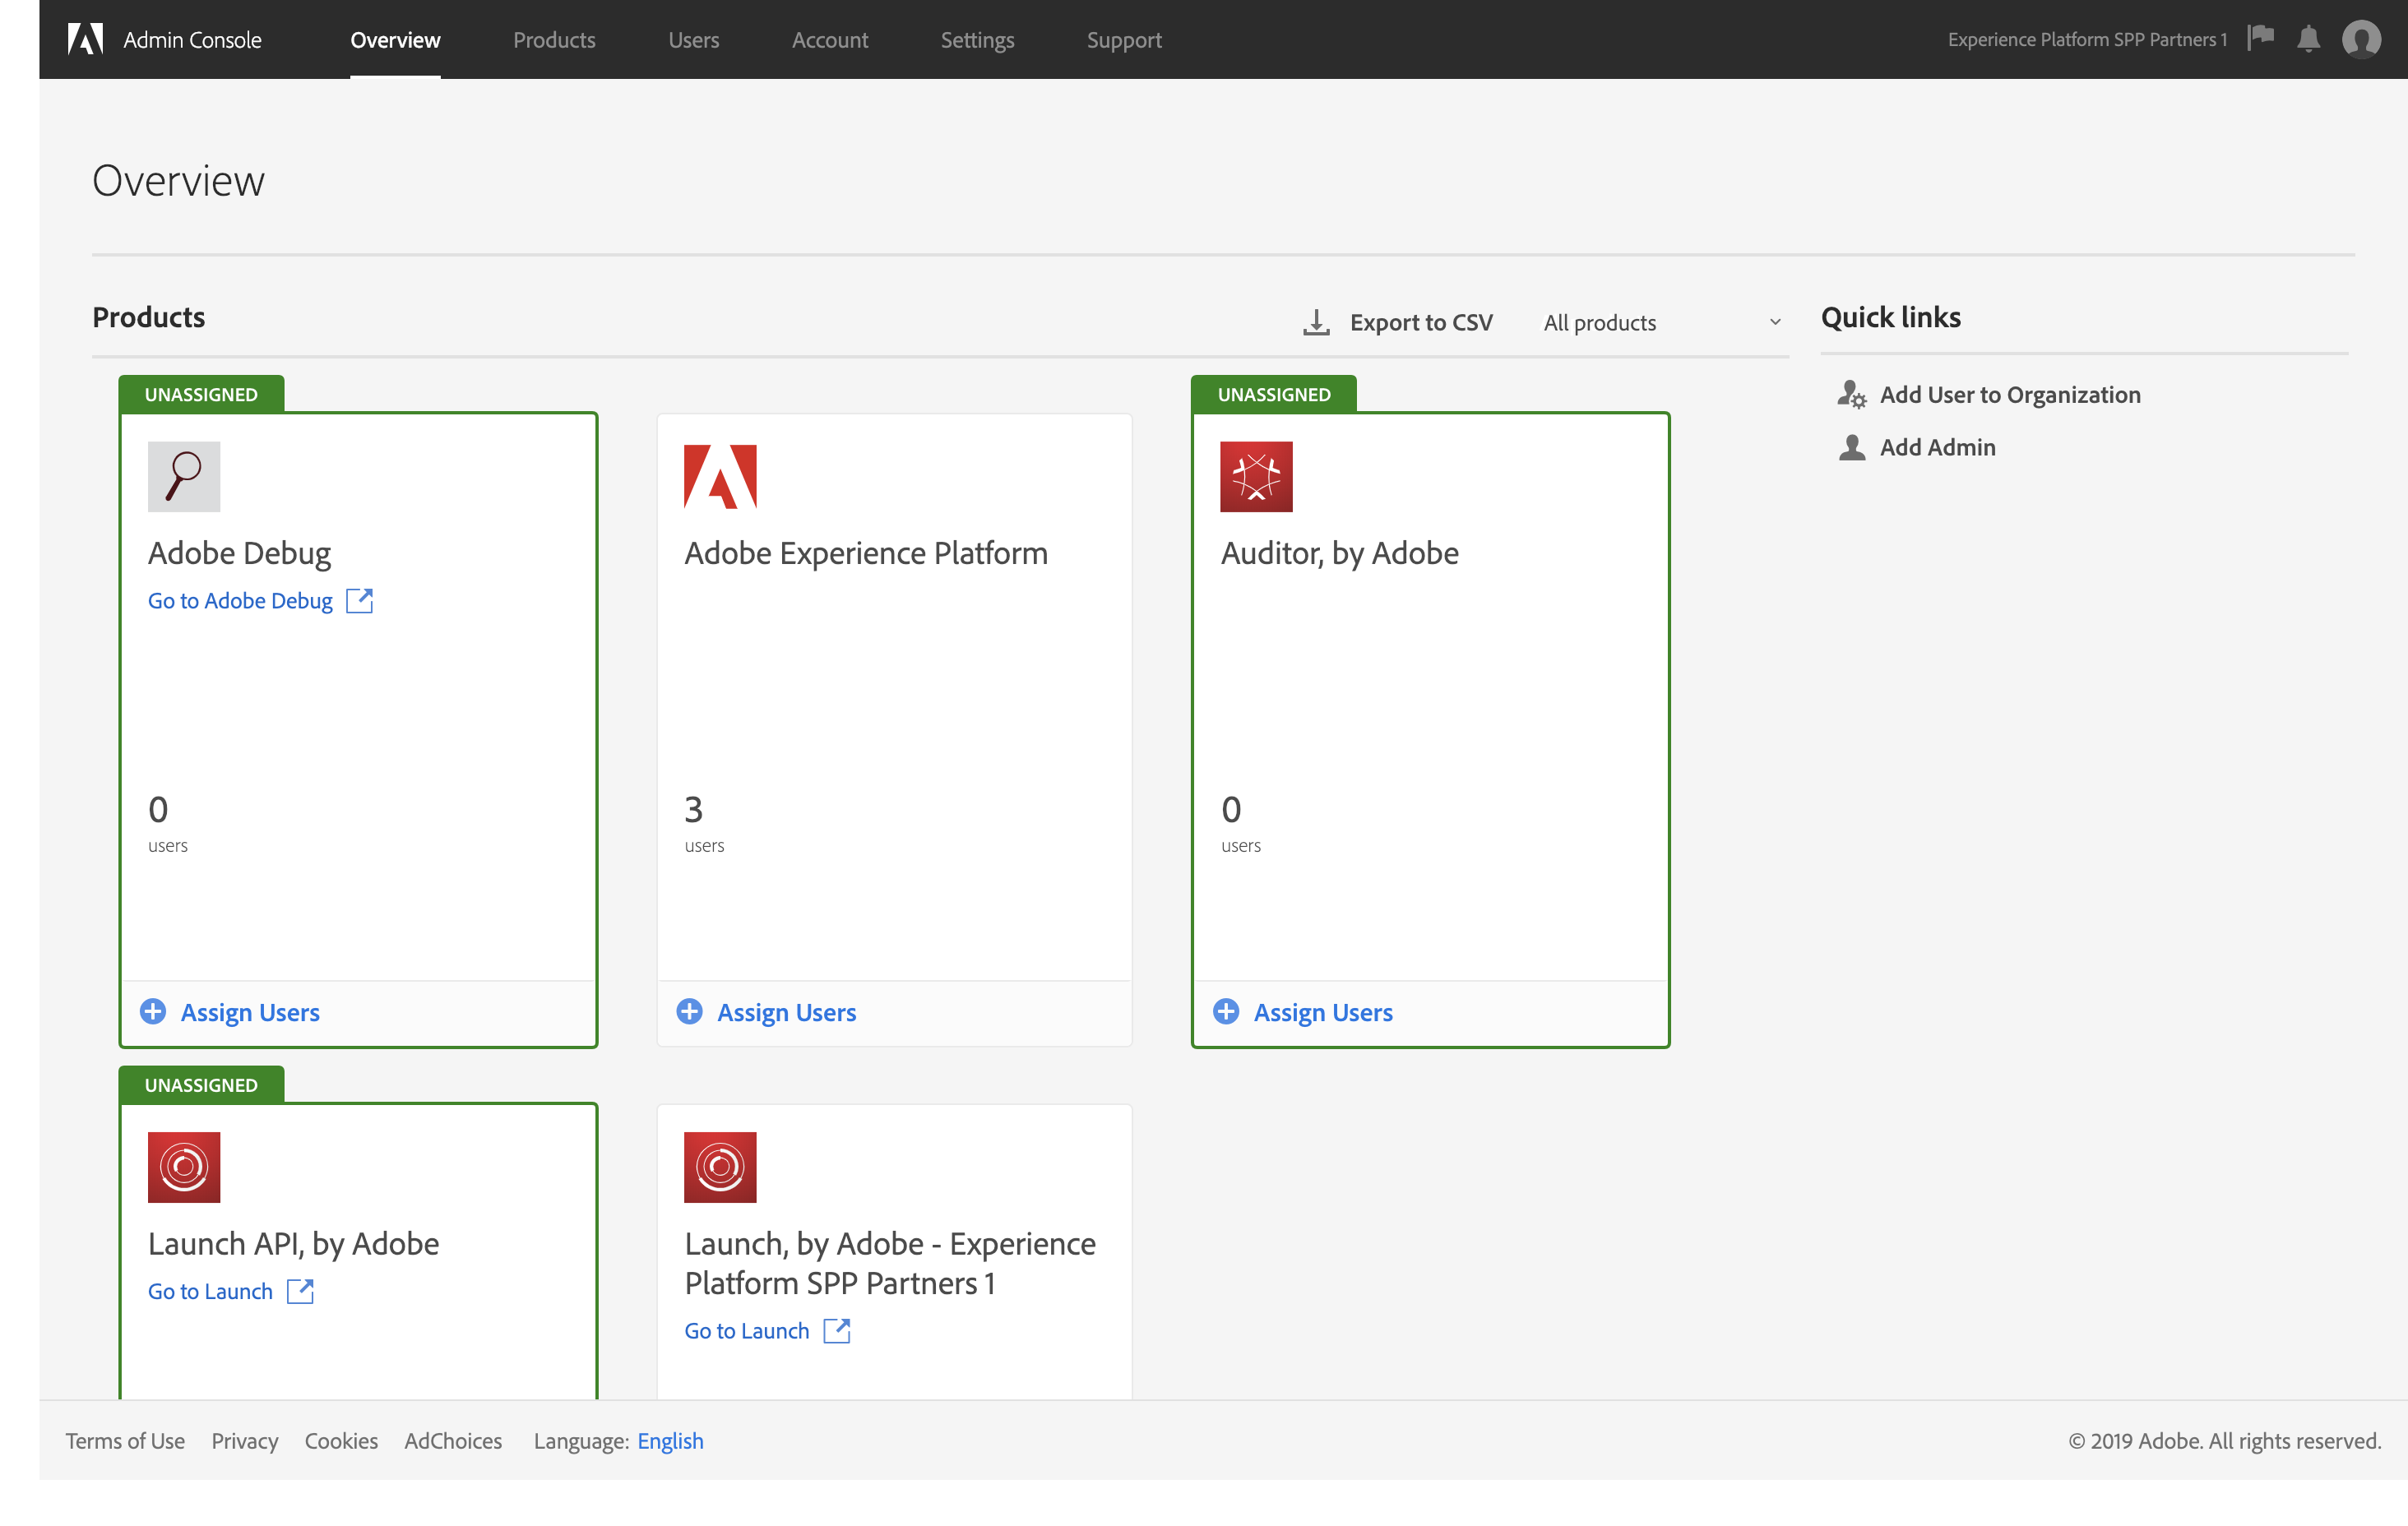 Admin Console
Overview
Products
Users
Account
Settings
Support
Experience Platform SPP Partners 1
Overview
Products
Export to CSV
All products
Quick links
Add User to Organization
Add Admin
UNASSIGNED
Adobe Debug
Go to Adobe Debug
0
users
Assign Users
Adobe Experience Platform
3
users
Assign Users
UNASSIGNED
Auditor, by Adobe
0
users
Assign Users
UNASSIGNED
Launch API, by Adobe
Go to Launch
Launch, by Adobe - Experience
Platform SPP Partners 1
Go to Launch
Terms of Use
Privacy
Cookies
AdChoices
Language: English
© 2019 Adobe. All rights reserved.